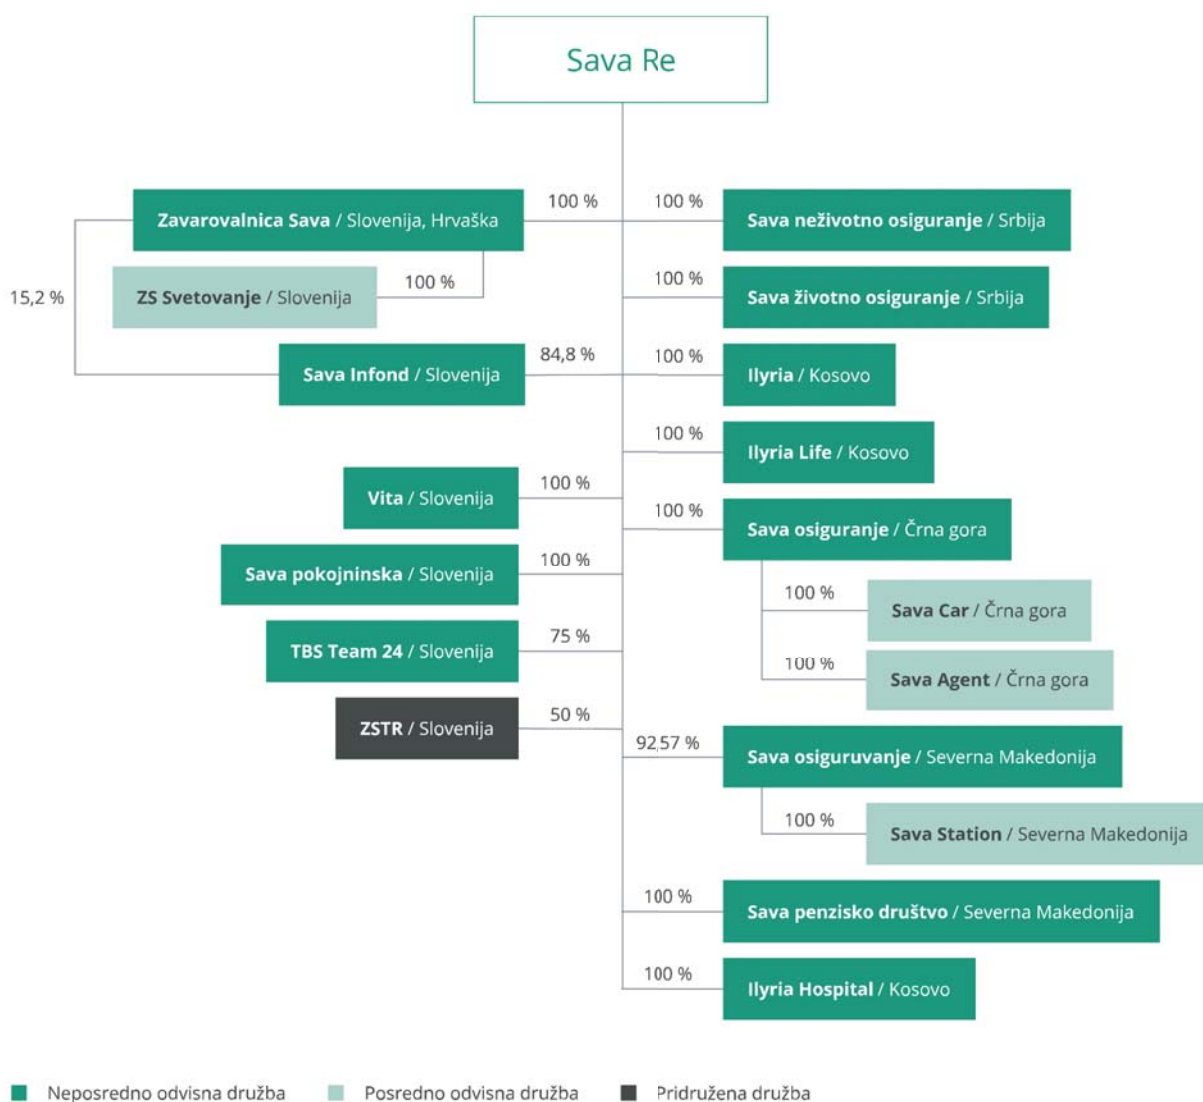 Sava Re
100 %
100 %
Zavarovalnica Sava / Slovenija, Hrvaška
Sava neživotno osiguranje / Srbija
15,2 %
ZS Svetovanje / Slovenija
100 %
100 %
Sava životno osiguranje / Srbija
Sava Infond / Slovenija
84,8 %
100 %
Ilyria / Kosovo
100 %
Ilyria Life / Kosovo
Vita / Slovenija
100 %
100 %
Sava osiguranje / Črna gora
Sava pokojninska / Slovenija
100 %
100 %
Sava Car / Črna gora
TBS Team 24 / Slovenija
75 %
100 %
Sava Agent / Črna gora
ZSTR / Slovenija
50 %
92,57 %
Sava osiguruvanje / Severna Makedonija
100 %
Sava Station / Severna Makedonija
100 %
Sava penzisko društvo / Severna Makedonija
100 %
Ilyria Hospital / Kosovo
Neposredno odvisna družba
Posredno odvisna družba
Pridružena družba